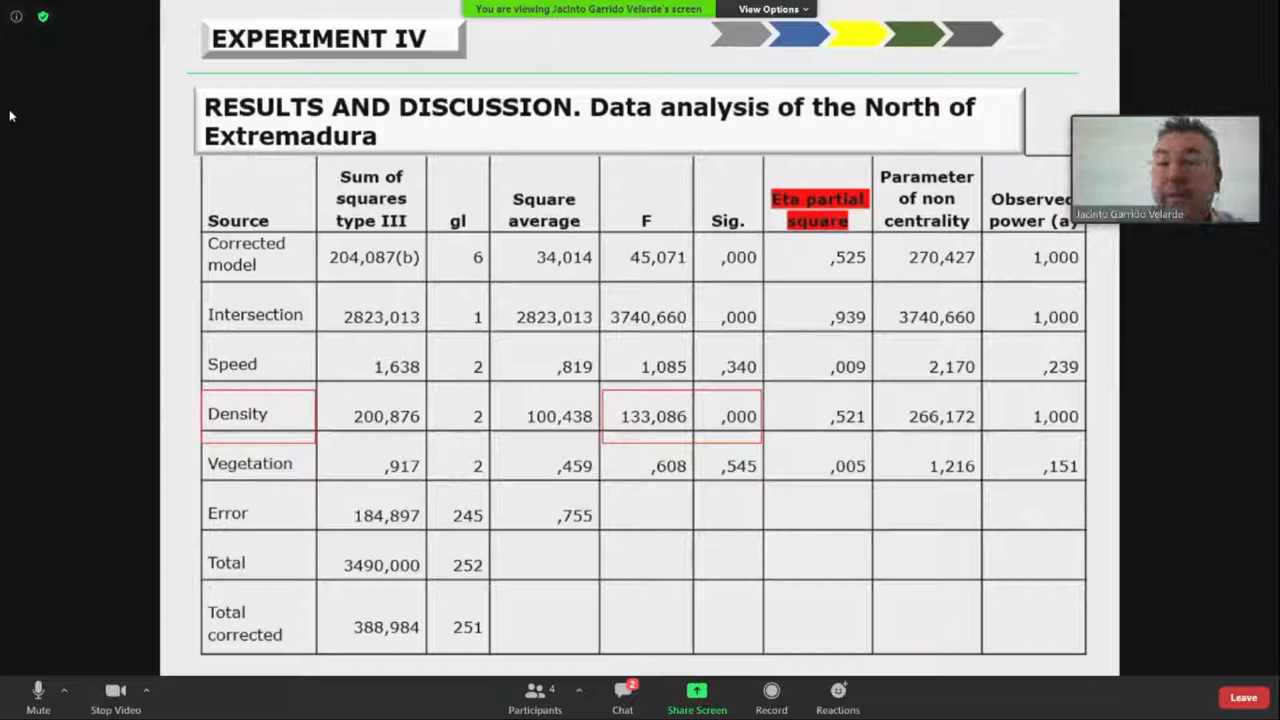 You are viewing Jacinto Garrido Velarde's screen
View Options
EXPERIMENT IV
RESULTS AND DISCUSSION. Data analysis of the North of
Extremadura
Source | Sum of squares type III | gl | Square average | F | Sig. | Eta partial square | Parameter of non centrality | Observed power (a)
Corrected model | 204,087(b) | 6 | 34,014 | 45,071 | ,000 | ,525 | 270,427 | 1,000
Intersection | 2823,013 | 1 | 2823,013 | 3740,660 | ,000 | ,939 | 3740,660 | 1,000
Speed | 1,638 | 2 | ,819 | 1,085 | ,340 | ,009 | 2,170 | ,239
Density | 200,876 | 2 | 100,438 | 133,086 | ,000 | ,521 | 266,172 | 1,000
Vegetation | ,917 | 2 | ,459 | ,608 | ,545 | ,005 | 1,216 | ,151
Error | 184,897 | 245 | ,755
Total | 3490,000 | 252
Total corrected | 388,984 | 251
Jacinto Garrido Velarde
Mute
Stop Video
4
Participants
2
Chat
Share Screen
Record
Reactions
Leave